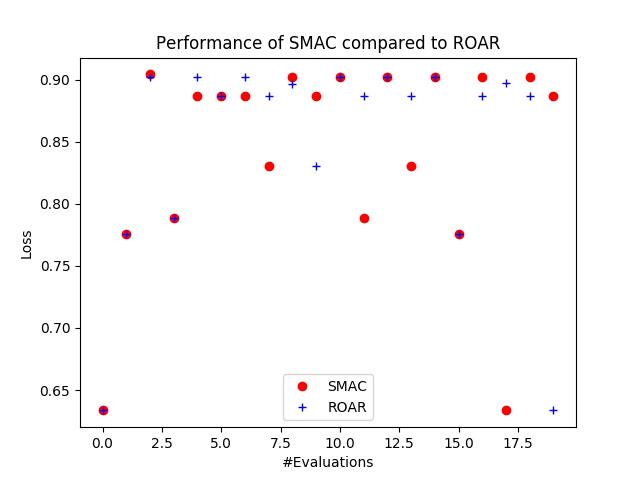 Performance of SMAC compared to ROAR
0.90
0.85
0.80
0.75
0.70
0.65
Loss
SMAC
ROAR
0.0 2.5 5.0 7.5 10.0 12.5 15.0 17.5
#Evaluations